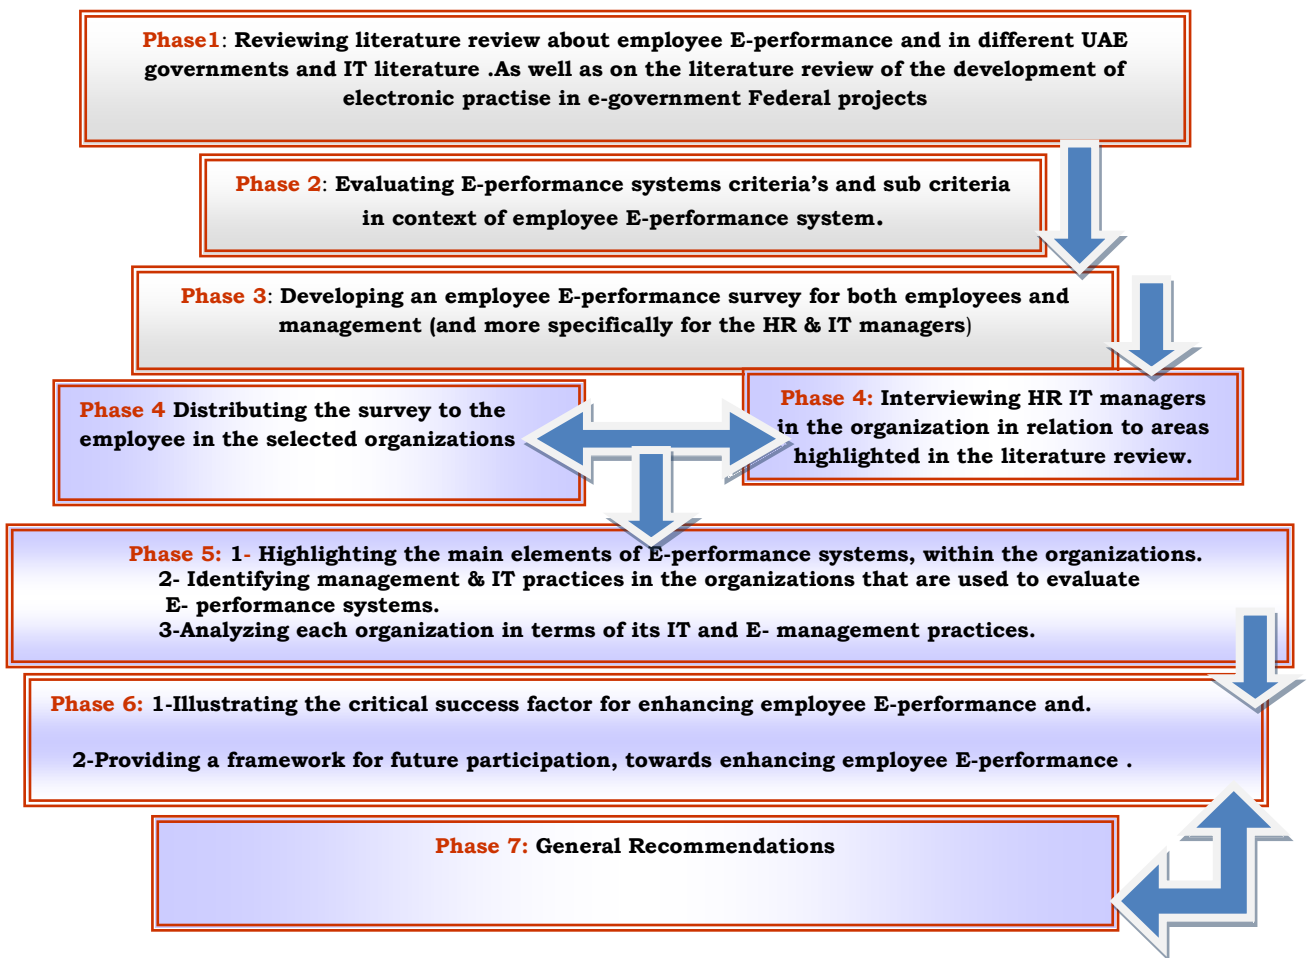 Phase1: Reviewing literature review about employee E-performance and in different UAE
governments and IT literature .As well as on the literature review of the development of
electronic practise in e-government Federal projects
Phase 2: Evaluating E-performance systems criteria’s and sub criteria
in context of employee E-performance system.
Phase 3: Developing an employee E-performance survey for both employees and
management (and more specifically for the HR & IT managers)
Phase 4 Distributing the survey to the
employee in the selected organizations
Phase 4: Interviewing HR IT managers
in the organization in relation to areas
highlighted in the literature review.
Phase 5: 1- Highlighting the main elements of E-performance systems, within the organizations.
2- Identifying management & IT practices in the organizations that are used to evaluate
E- performance systems.
3-Analyzing each organization in terms of its IT and E- management practices.
Phase 6: 1-Illustrating the critical success factor for enhancing employee E-performance and.
2-Providing a framework for future participation, towards enhancing employee E-performance .
Phase 7: General Recommendations